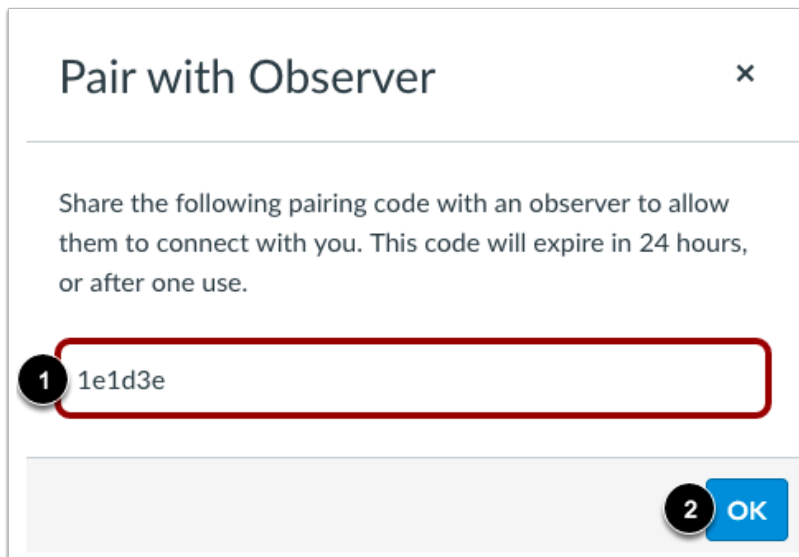 Pair with Observer ×
Share the following pairing code with an observer to allow
them to connect with you. This code will expire in 24 hours,
or after one use.
1 1e1d3e
2 OK